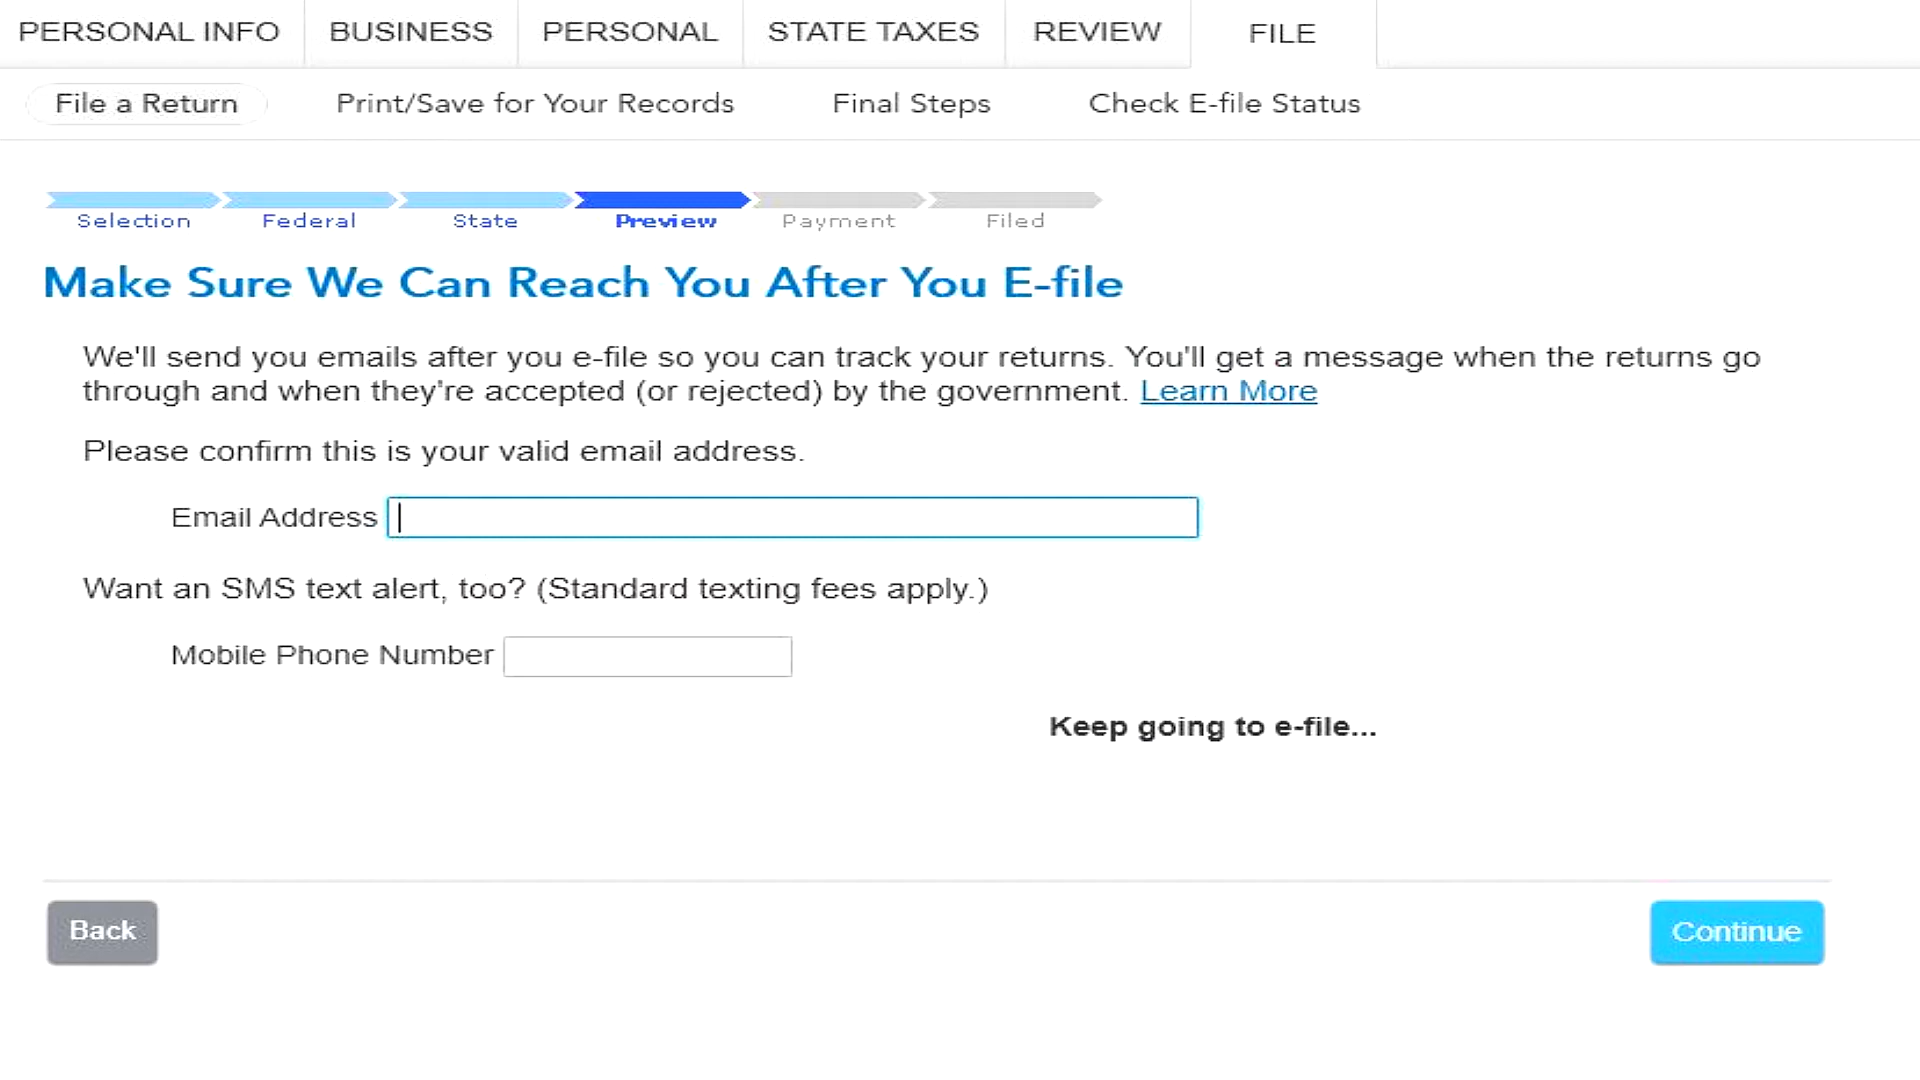 PERSONAL INFO BUSINESS PERSONAL STATE TAXES REVIEW FILE
File a Return Print/Save for Your Records Final Steps Check E-file Status
Selection Federal State Preview Payment Filed
Make Sure We Can Reach You After You E-file
We'll send you emails after you e-file so you can track your returns. You'll get a message when the returns go
through and when they're accepted (or rejected) by the government. Learn More
Please confirm this is your valid email address.
Email Address
Want an SMS text alert, too? (Standard texting fees apply.)
Mobile Phone Number
Keep going to e-file...
Back Continue